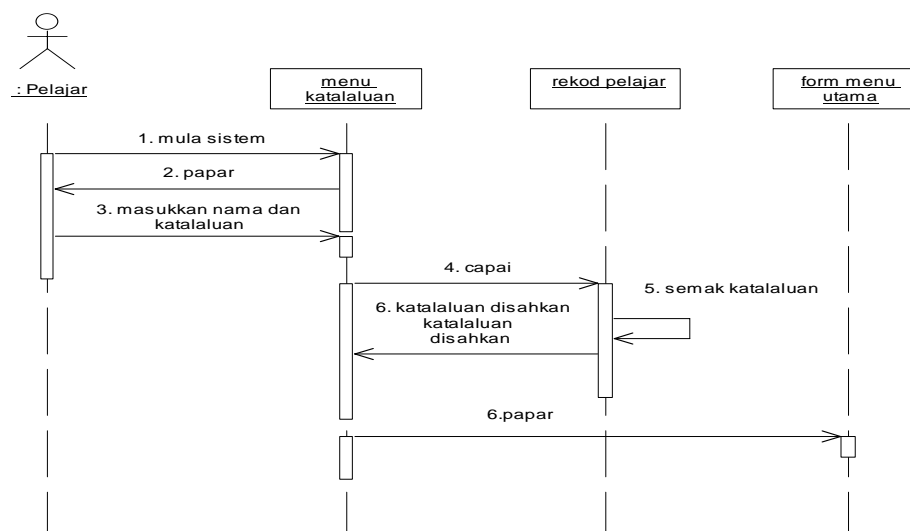 : Pelajar
menu
katalaluan
rekod pelajar
form menu
utama
1. mula sistem
2. papar
3. masukkan nama dan
katalaluan
4. capai
5. semak katalaluan
6. katalaluan disahkan
katalaluan
disahkan
6.papar